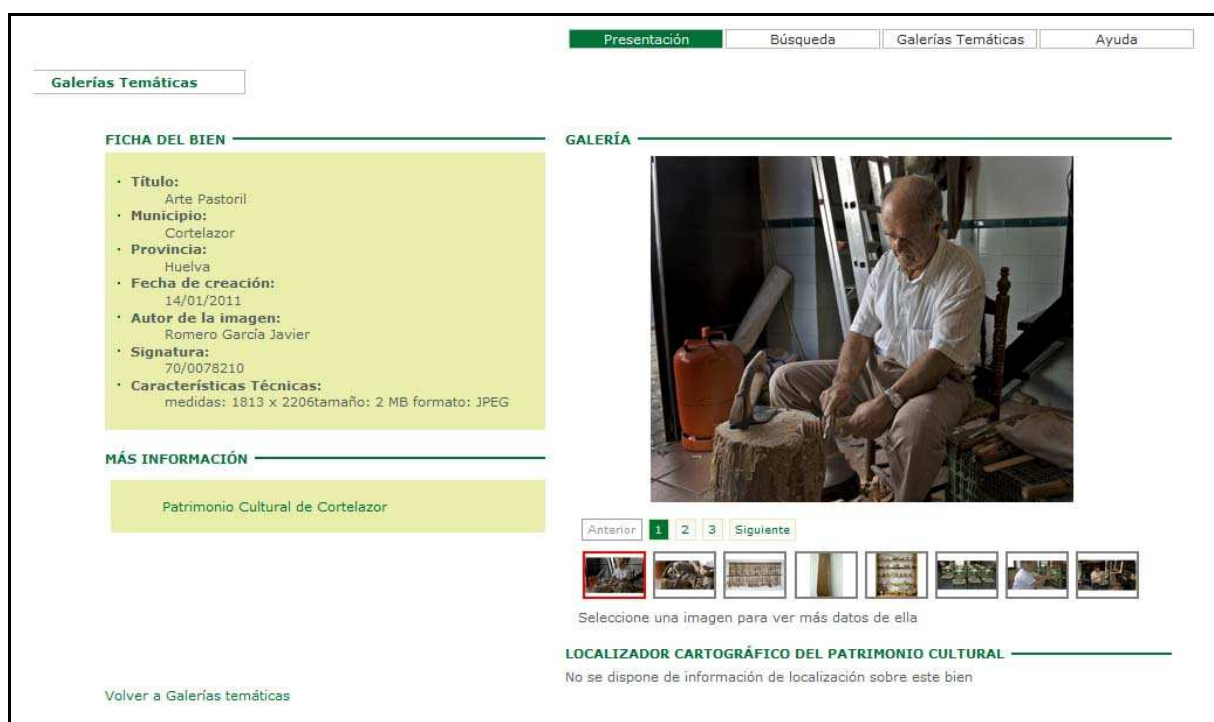 Presentación Búsqueda Galerías Temáticas Ayuda
Galerías Temáticas
FICHA DEL BIEN
· Título:
Arte Pastoril
· Municipio:
Cortelazor
· Provincia:
Huelva
· Fecha de creación:
14/01/2011
· Autor de la imagen:
Romero García Javier
· Signatura:
70/0078210
· Características Técnicas:
medidas: 1813 x 2206tamaño: 2 MB formato: JPEG
MÁS INFORMACIÓN
Patrimonio Cultural de Cortelazor
Volver a Galerías temáticas
GALERÍA
Anterior 1 2 3 Siguiente
Seleccione una imagen para ver más datos de ella
LOCALIZADOR CARTOGRÁFICO DEL PATRIMONIO CULTURAL
No se dispone de información de localización sobre este bien